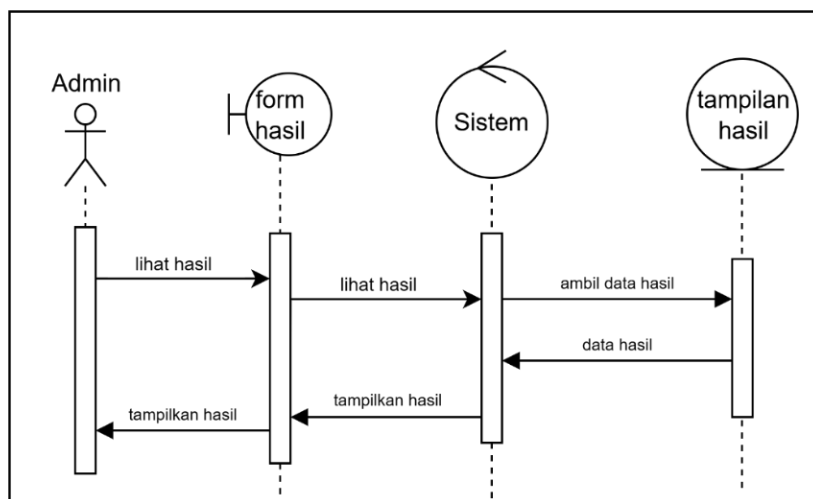 Admin
form
hasil
Sistem
tampilan
hasil
lihat hasil
lihat hasil
ambil data hasil
data hasil
tampilkan hasil
tampilkan hasil